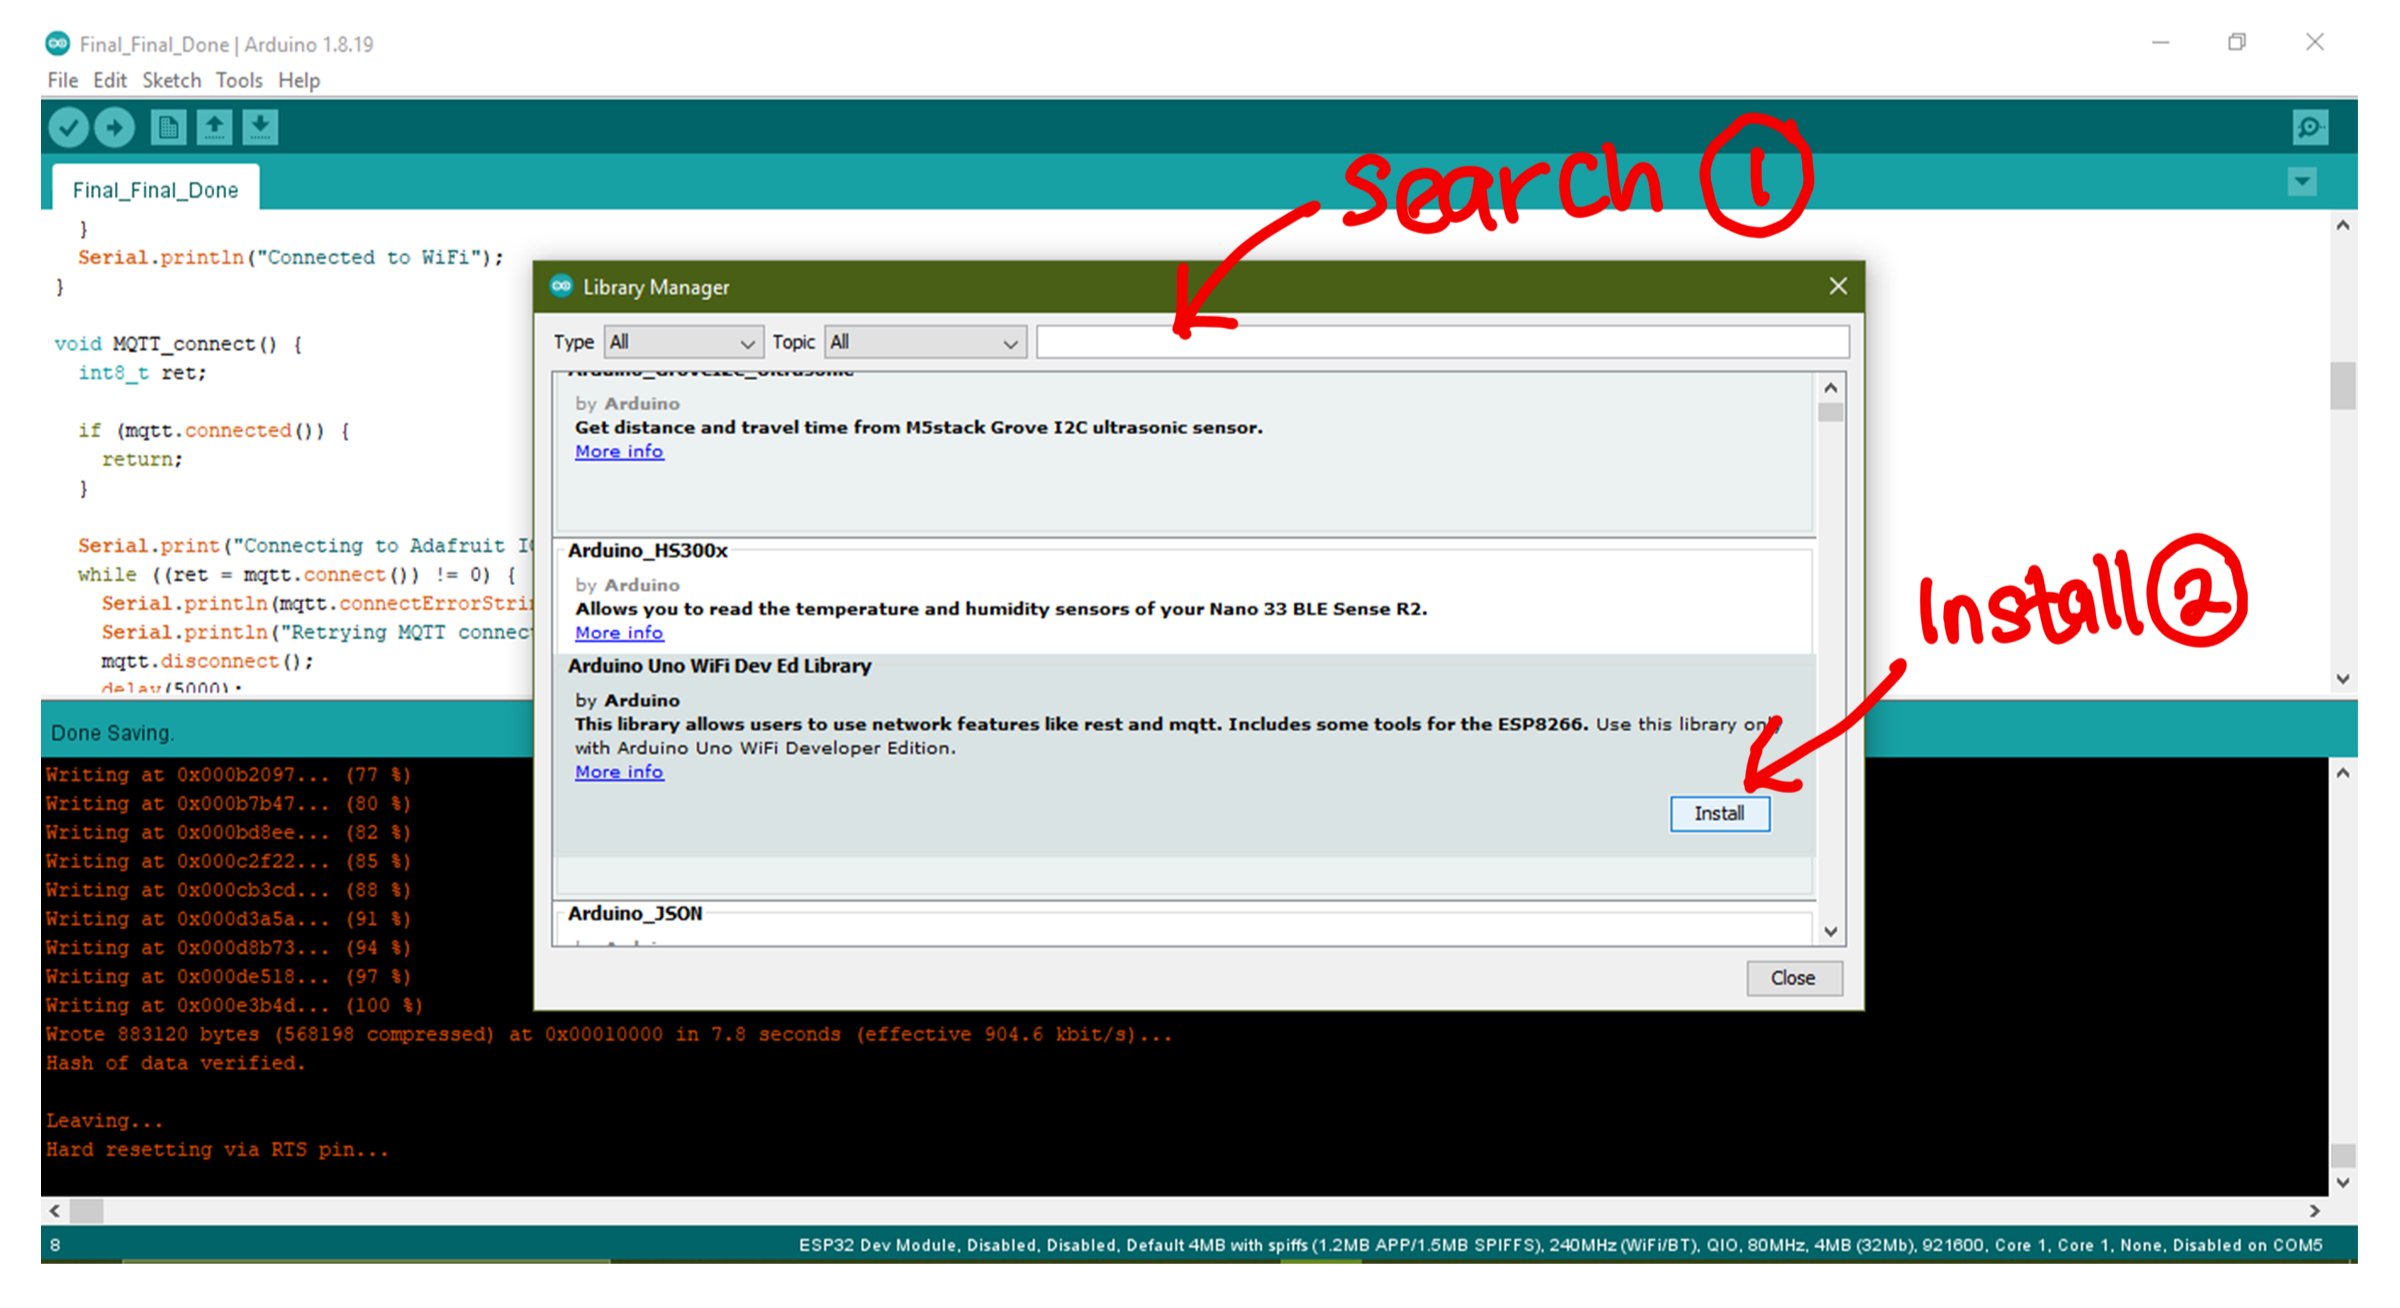 Final_Final_Done | Arduino 1.8.19
File Edit Sketch Tools Help
Search 1
Final_Final_Done
}
Serial.println("Connected to WiFi");
}
void MQTT_connect() {
int8_t ret;
if (mqtt.connected()) {
return;
}
Serial.print("Connecting to Adafruit I
while ((ret = mqtt.connect()) != 0) {
Serial.println(mqtt.connectErrorStri
Serial.println("Retrying MQTT connec
mqtt.disconnect();
delay(5000);
Library Manager
Type All Topic All
Arduino_GroveI2C_Ultrasonic
by Arduino
Get distance and travel time from M5stack Grove I2C ultrasonic sensor.
More info
Arduino_HS300x
by Arduino
Allows you to read the temperature and humidity sensors of your Nano 33 BLE Sense R2.
More info
Arduino Uno WiFi Dev Ed Library
by Arduino
This library allows users to use network features like rest and mqtt. Includes some tools for the ESP8266. Use this library only
with Arduino Uno WiFi Developer Edition.
More info
Install
Arduino_JSON
Close
Install 2
Done Saving.
Writing at 0x000b2097... (77 %)
Writing at 0x000b7b47... (80 %)
Writing at 0x000bd8ee... (82 %)
Writing at 0x000c2f22... (85 %)
Writing at 0x000cb3cd... (88 %)
Writing at 0x000d3a5a... (91 %)
Writing at 0x000d8b73... (94 %)
Writing at 0x000de518... (97 %)
Writing at 0x000e3b4d... (100 %)
Wrote 883120 bytes (568198 compressed) at 0x00010000 in 7.8 seconds (effective 904.6 kbit/s)...
Hash of data verified.
Leaving...
Hard resetting via RTS pin...
8
ESP32 Dev Module, Disabled, Disabled, Default 4MB with spiffs (1.2MB APP/1.5MB SPIFFS), 240MHz (WiFi/BT), QIO, 80MHz, 4MB (32Mb), 921600, Core 1, Core 1, None, Disabled on COM5